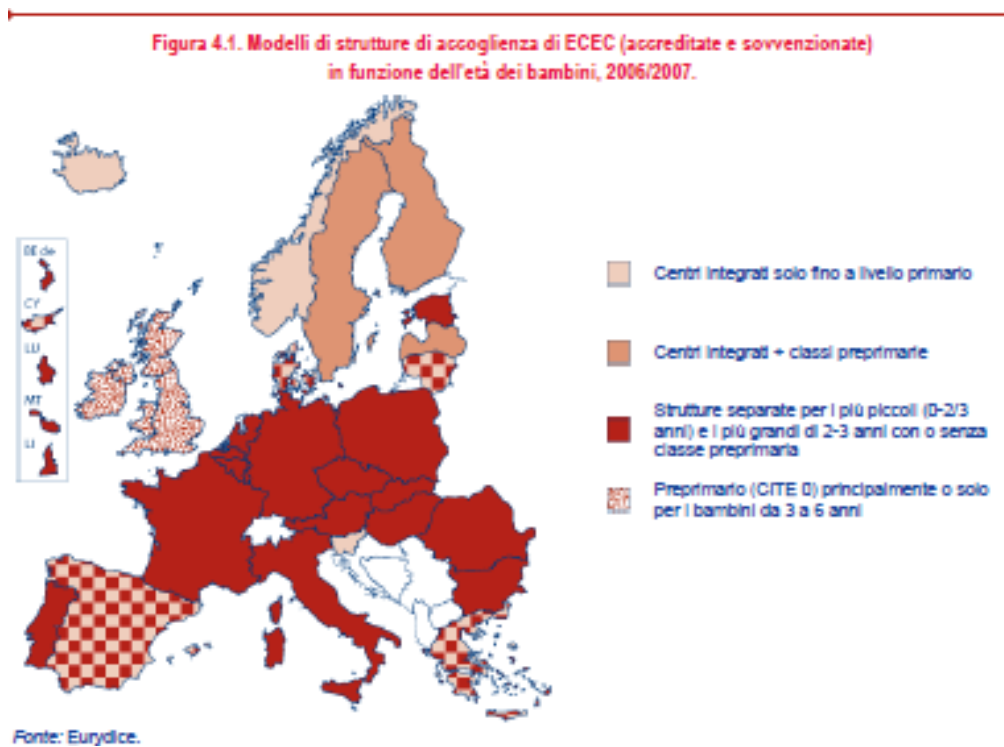 Figura 4.1. Modelli di strutture di accoglienza di ECEC (accreditate e sovvenzionate)
in funzione dell'età dei bambini, 2006/2007.
BE de
CY
LU
MT
LI
Centri integrati solo fino a livello primario
Centri integrati + classi preprimarie
Strutture separate per i più piccoli (0-2/3
anni) e i più grandi di 2-3 anni con o senza
classe preprimaria
Preprimario (CITE 0) principalmente o solo
per i bambini da 3 a 6 anni
Fonte: Eurydice.